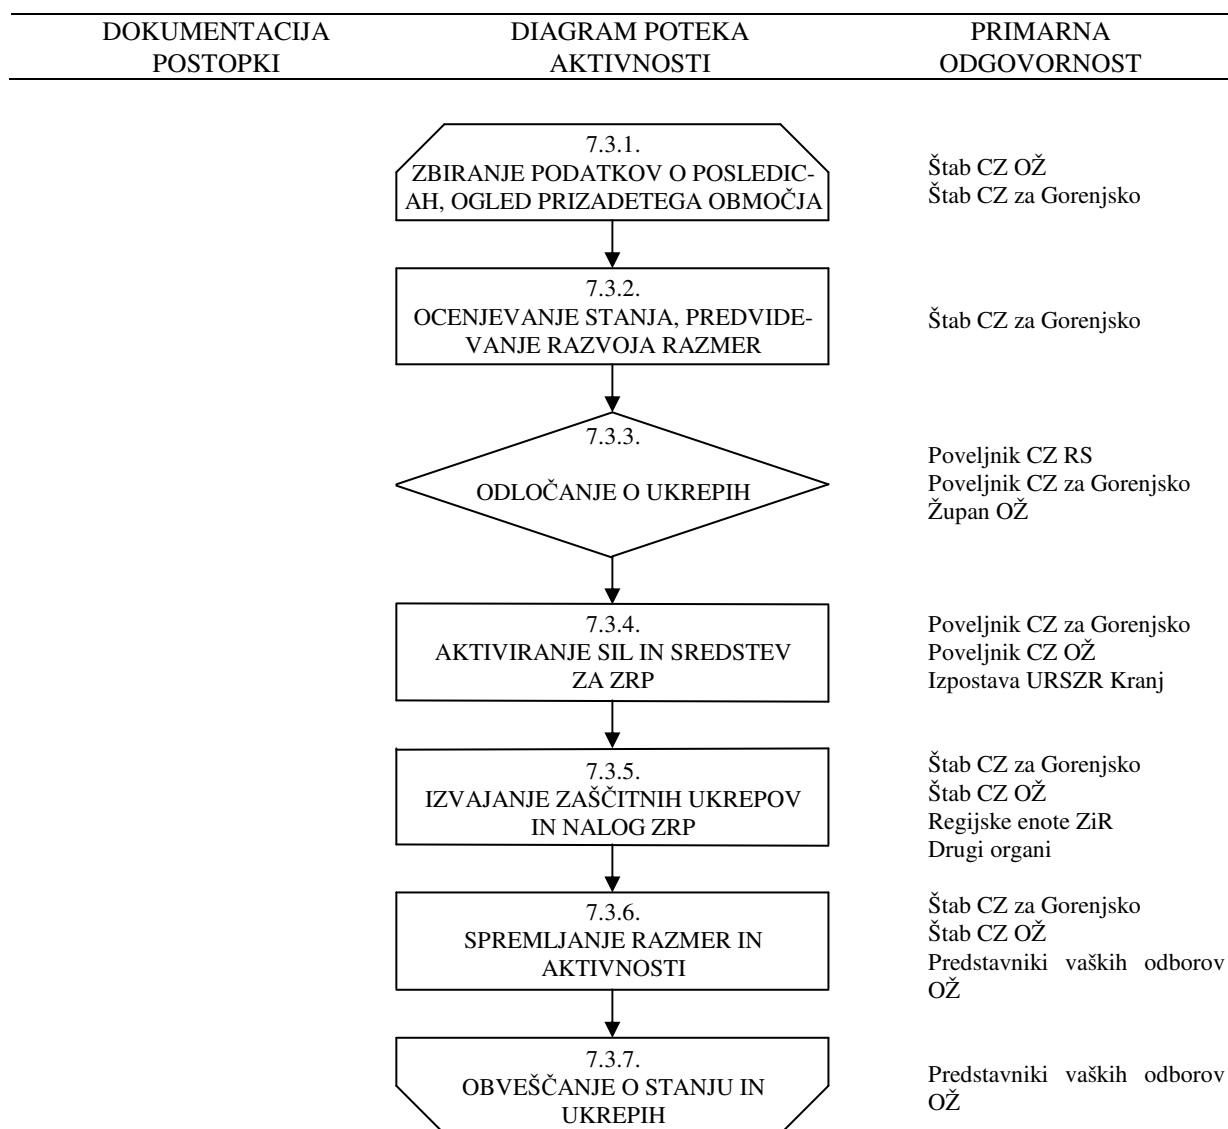 DOKUMENTACIJA
POSTOPKI
DIAGRAM POTEKA
AKTIVNOSTI
PRIMARNA
ODGOVORNOST
7.3.1.
ZBIRANJE PODATKOV O POSLEDIC-
AH, OGLED PRIZADETEGA OBMOČJA
Štab CZ OŽ
Štab CZ za Gorenjsko
7.3.2.
OCENJEVANJE STANJA, PREDVIDE-
VANJE RAZVOJA RAZMER
Štab CZ za Gorenjsko
7.3.3.
ODLOČANJE O UKREPIH
Poveljnik CZ RS
Poveljnik CZ za Gorenjsko
Župan OŽ
7.3.4.
AKTIVIRANJE SIL IN SREDSTEV
ZA ZRP
Poveljnik CZ za Gorenjsko
Poveljnik CZ OŽ
Izpostava URSZR Kranj
7.3.5.
IZVAJANJE ZAŠČITNIH UKREPOV
IN NALOG ZRP
Štab CZ za Gorenjsko
Štab CZ OŽ
Regijske enote ZiR
Drugi organi
7.3.6.
SPREMLJANJE RAZMER IN
AKTIVNOSTI
Štab CZ za Gorenjsko
Štab CZ OŽ
Predstavniki vaških odborov
OŽ
7.3.7.
OBVEŠČANJE O STANJU IN
UKREPIH
Predstavniki vaških odborov
OŽ